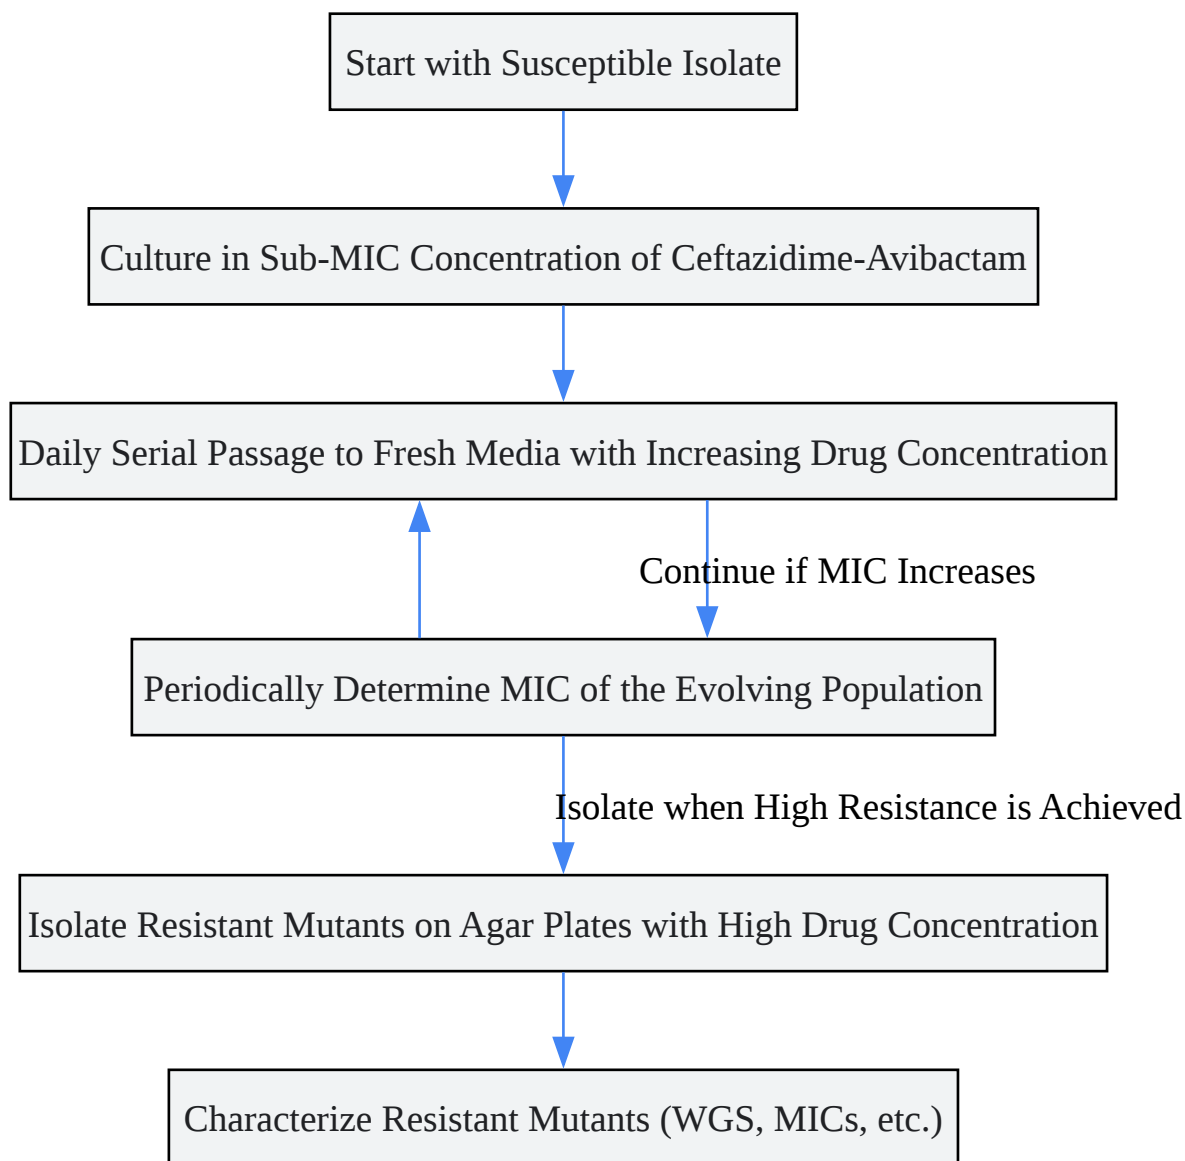 Start with Susceptible Isolate
Culture in Sub-MIC Concentration of Ceftazidime-Avibactam
Daily Serial Passage to Fresh Media with Increasing Drug Concentration
Continue if MIC Increases
Periodically Determine MIC of the Evolving Population
Isolate when High Resistance is Achieved
Isolate Resistant Mutants on Agar Plates with High Drug Concentration
Characterize Resistant Mutants (WGS, MICs, etc.)